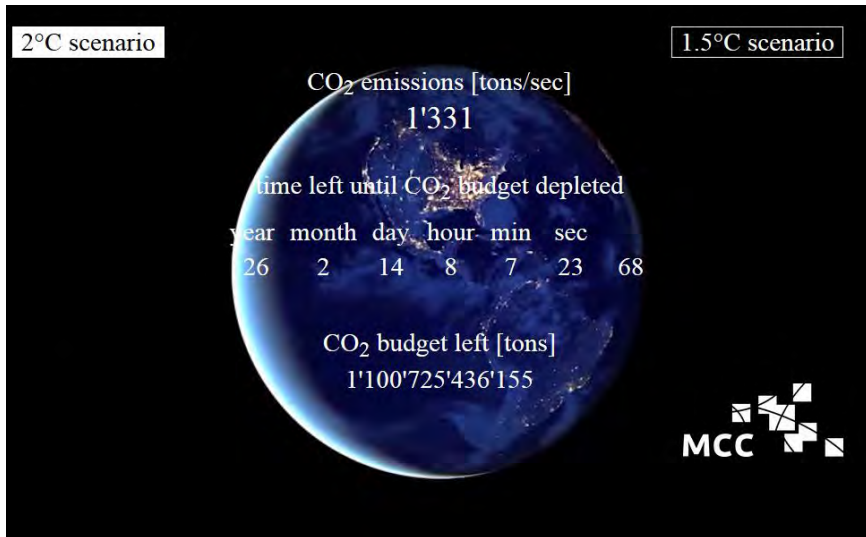 2°C scenario
1.5°C scenario
CO2 emissions [tons/sec]
1'331
time left until CO2 budget depleted
year month day hour min sec
26 2 14 8 7 23 68
CO2 budget left [tons]
1'100'725'436'155
MCC